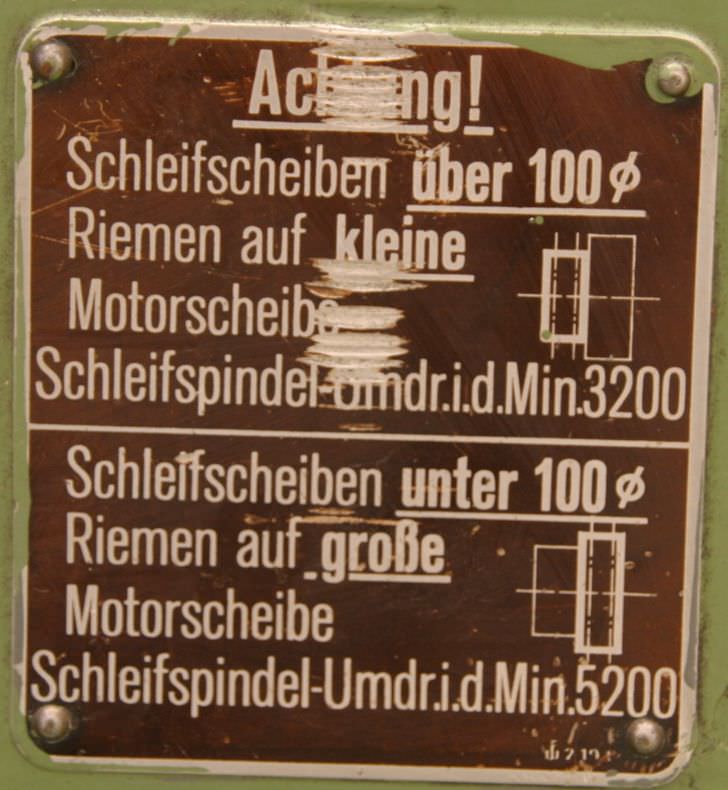 Achtung!
Schleifscheiben über 100 ø
Riemen auf kleine
Motorscheibe
Schleifspindel-Umdr.i.d.Min.3200
Schleifscheiben unter 100 ø
Riemen auf große
Motorscheibe
Schleifspindel-Umdr.i.d.Min.5200